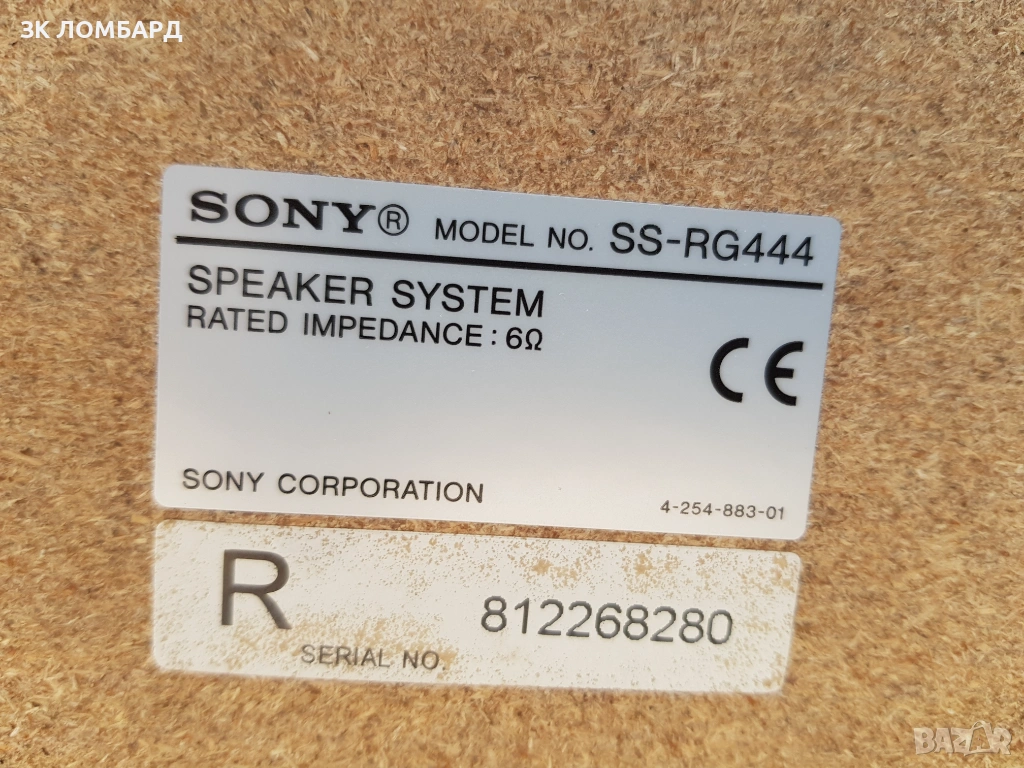 ЗК ЛОМБАРД
SONY® MODEL NO. SS-RG444
SPEAKER SYSTEM
RATED IMPEDANCE : 6Ω
CE
SONY CORPORATION
4-254-883-01
R
812268280
SERIAL NO.
BAZAR